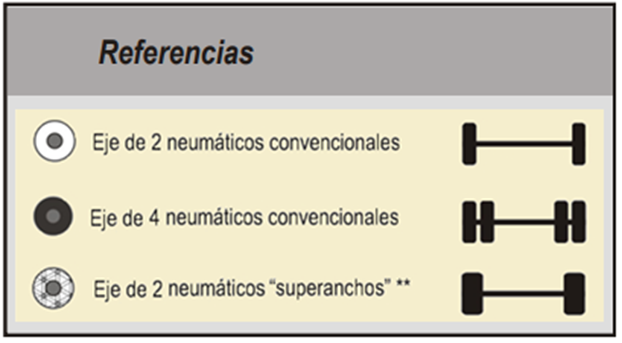 Referencias
Eje de 2 neumáticos convencionales
Eje de 4 neumáticos convencionales
Eje de 2 neumáticos “superanchos” **